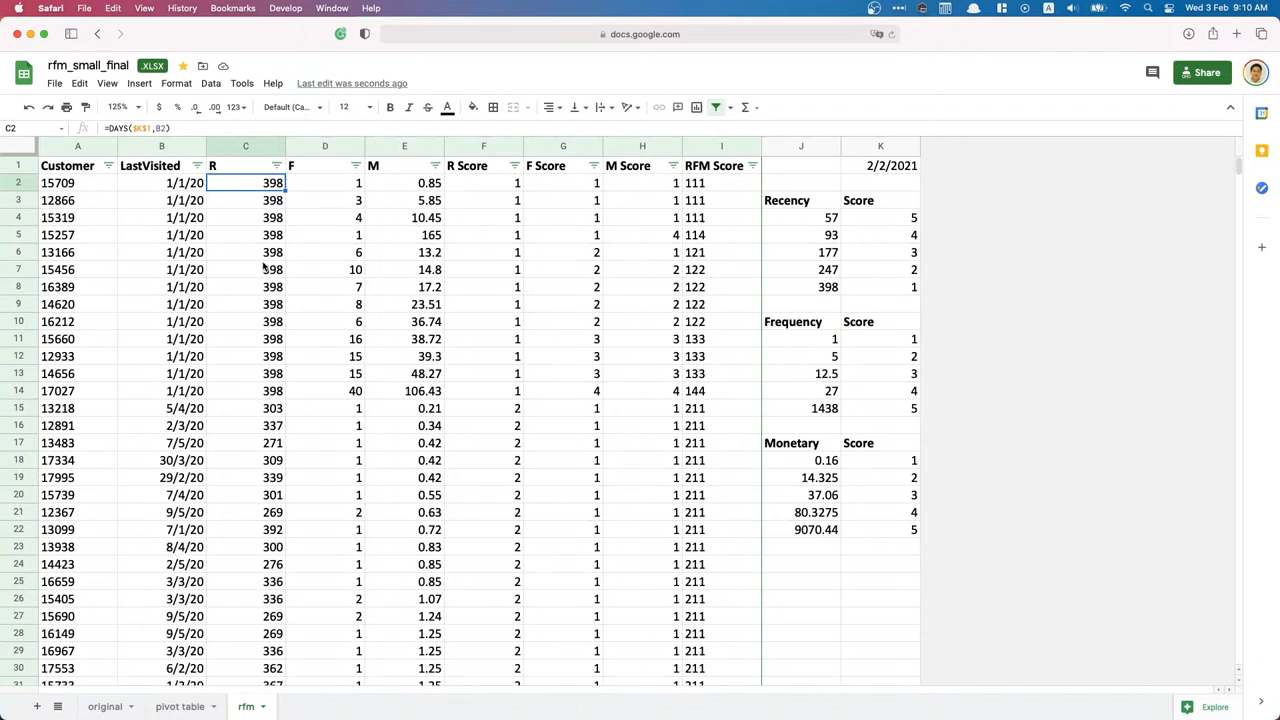 Safari File Edit View History Bookmarks Develop Window Help Wed 3 Feb 9:10 AM
docs.google.com
rfm_small_final .XLSX
File Edit View Insert Format Data Tools Help Last edit was seconds ago
Share
125% $ % .0 .00 123 Default (Ca... 12 B I S A
C2 =DAYS($K$1,B2)
A B C D E F G H I J K
1 Customer LastVisited R F M R Score F Score M Score RFM Score 2/2/2021
2 15709 1/1/20 398 1 0.85 1 1 1 111
3 12866 1/1/20 398 3 5.85 1 1 1 111 Recency Score
4 15319 1/1/20 398 4 10.45 1 1 1 111 57 5
5 15257 1/1/20 398 1 165 1 1 4 114 93 4
6 13166 1/1/20 398 6 13.2 1 2 1 121 177 3
7 15456 1/1/20 398 10 14.8 1 2 2 122 247 2
8 16389 1/1/20 398 7 17.2 1 2 2 122 398 1
9 14620 1/1/20 398 8 23.51 1 2 2 122
10 16212 1/1/20 398 6 36.74 1 2 2 122 Frequency Score
11 15660 1/1/20 398 16 38.72 1 3 3 133 1 1
12 12933 1/1/20 398 15 39.3 1 3 3 133 5 2
13 14656 1/1/20 398 15 48.27 1 3 3 133 12.5 3
14 17027 1/1/20 398 40 106.43 1 4 4 144 27 4
15 13218 5/4/20 303 1 0.21 2 1 1 211 1438 5
16 12891 2/3/20 337 1 0.34 2 1 1 211
17 13483 7/5/20 271 1 0.42 2 1 1 211 Monetary Score
18 17334 30/3/20 309 1 0.42 2 1 1 211 0.16 1
19 17995 29/2/20 339 1 0.42 2 1 1 211 14.325 2
20 15739 7/4/20 301 1 0.55 2 1 1 211 37.06 3
21 12367 9/5/20 269 2 0.63 2 1 1 211 80.3275 4
22 13099 7/1/20 392 1 0.72 2 1 1 211 9070.44 5
23 13938 8/4/20 300 1 0.83 2 1 1 211
24 14423 2/5/20 276 1 0.85 2 1 1 211
25 16659 3/3/20 336 1 0.85 2 1 1 211
26 15405 3/3/20 336 2 1.07 2 1 1 211
27 15690 9/5/20 269 2 1.24 2 1 1 211
28 16149 9/5/20 269 1 1.25 2 1 1 211
29 16967 3/3/20 336 1 1.25 2 1 1 211
30 17553 6/2/20 362 1 1.25 2 1 1 211
31 15733 1/2/20 367 1 1.25 2 1 1 211
original pivot table rfm Explore